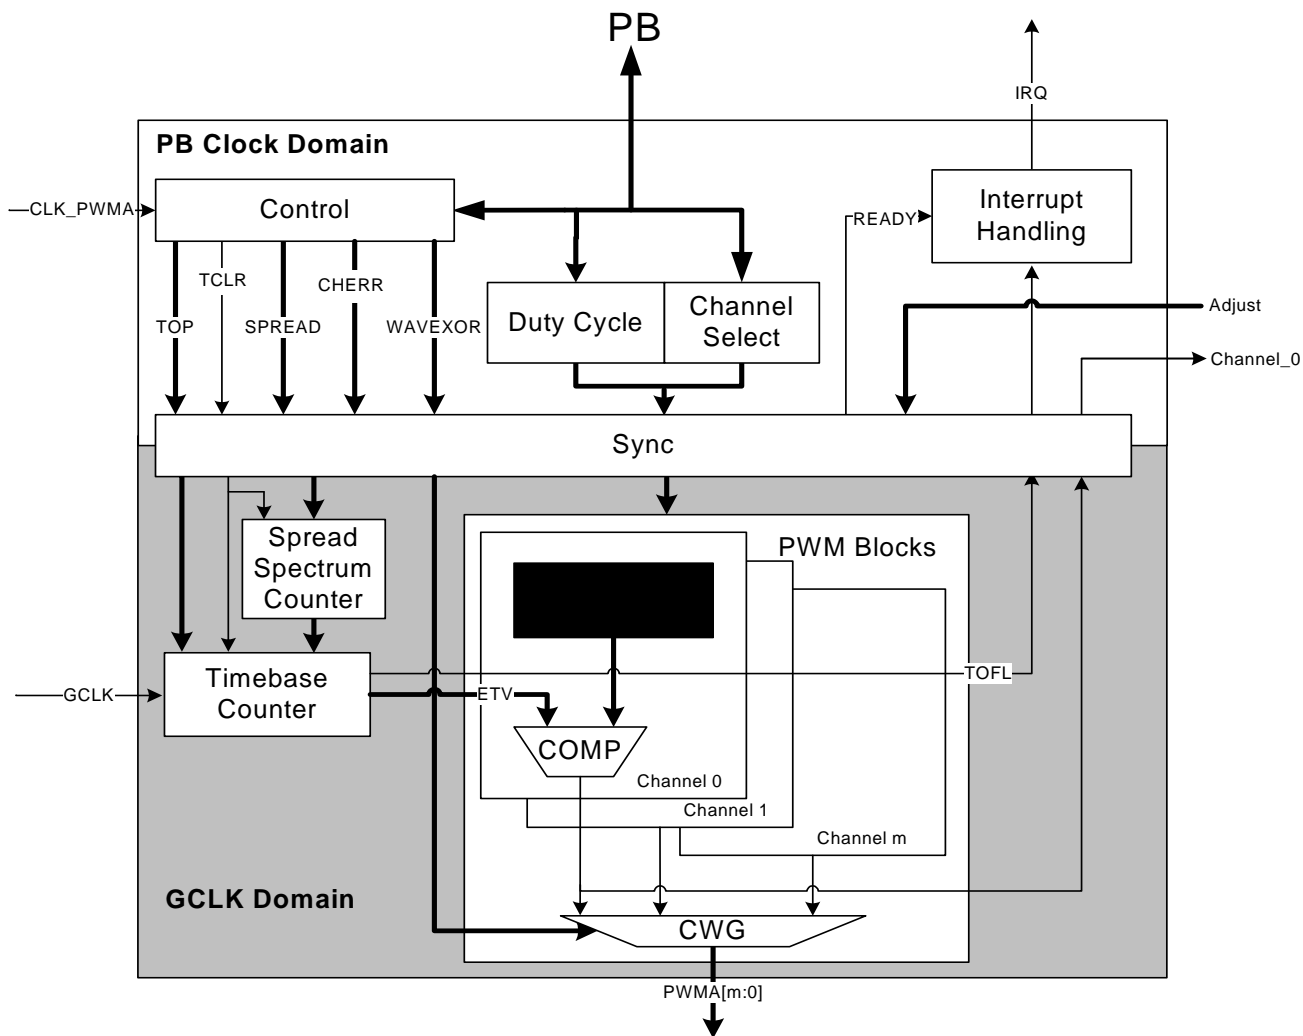 PB
IRQ
PB Clock Domain
CLK_PWMA
Control
Interrupt
Handling
READY
TCLR
CHERR
TOP
SPREAD
WAVEXOR
Duty Cycle
Channel
Select
Adjust
Channel_0
Sync
Spread
Spectrum
Counter
PWM Blocks
Timebase
Counter
GCLK
ETV
TOFL
COMP
Channel 0
Channel 1
Channel m
GCLK Domain
CWG
PWMA[m:0]